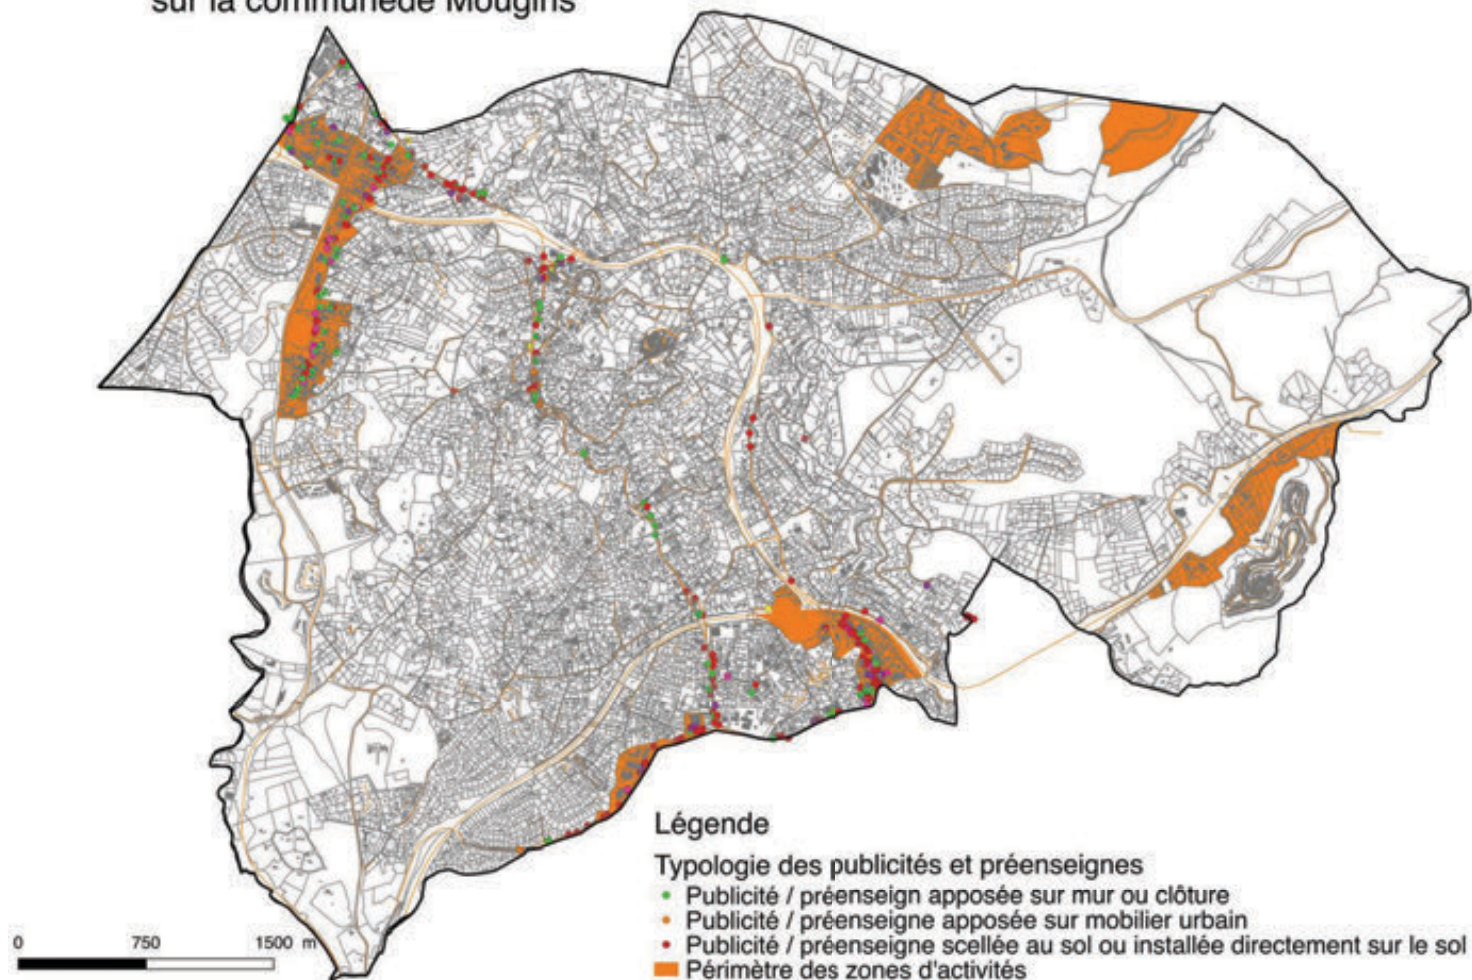 sur la communede Mougins
Légende
Typologie des publicités et préenseignes
Publicité / préenseign apposée sur mur ou clôture
Publicité / préenseigne apposée sur mobilier urbain
Publicité / préenseigne scellée au sol ou installée directement sur le sol
Périmètre des zones d'activités
0 750 1500 m